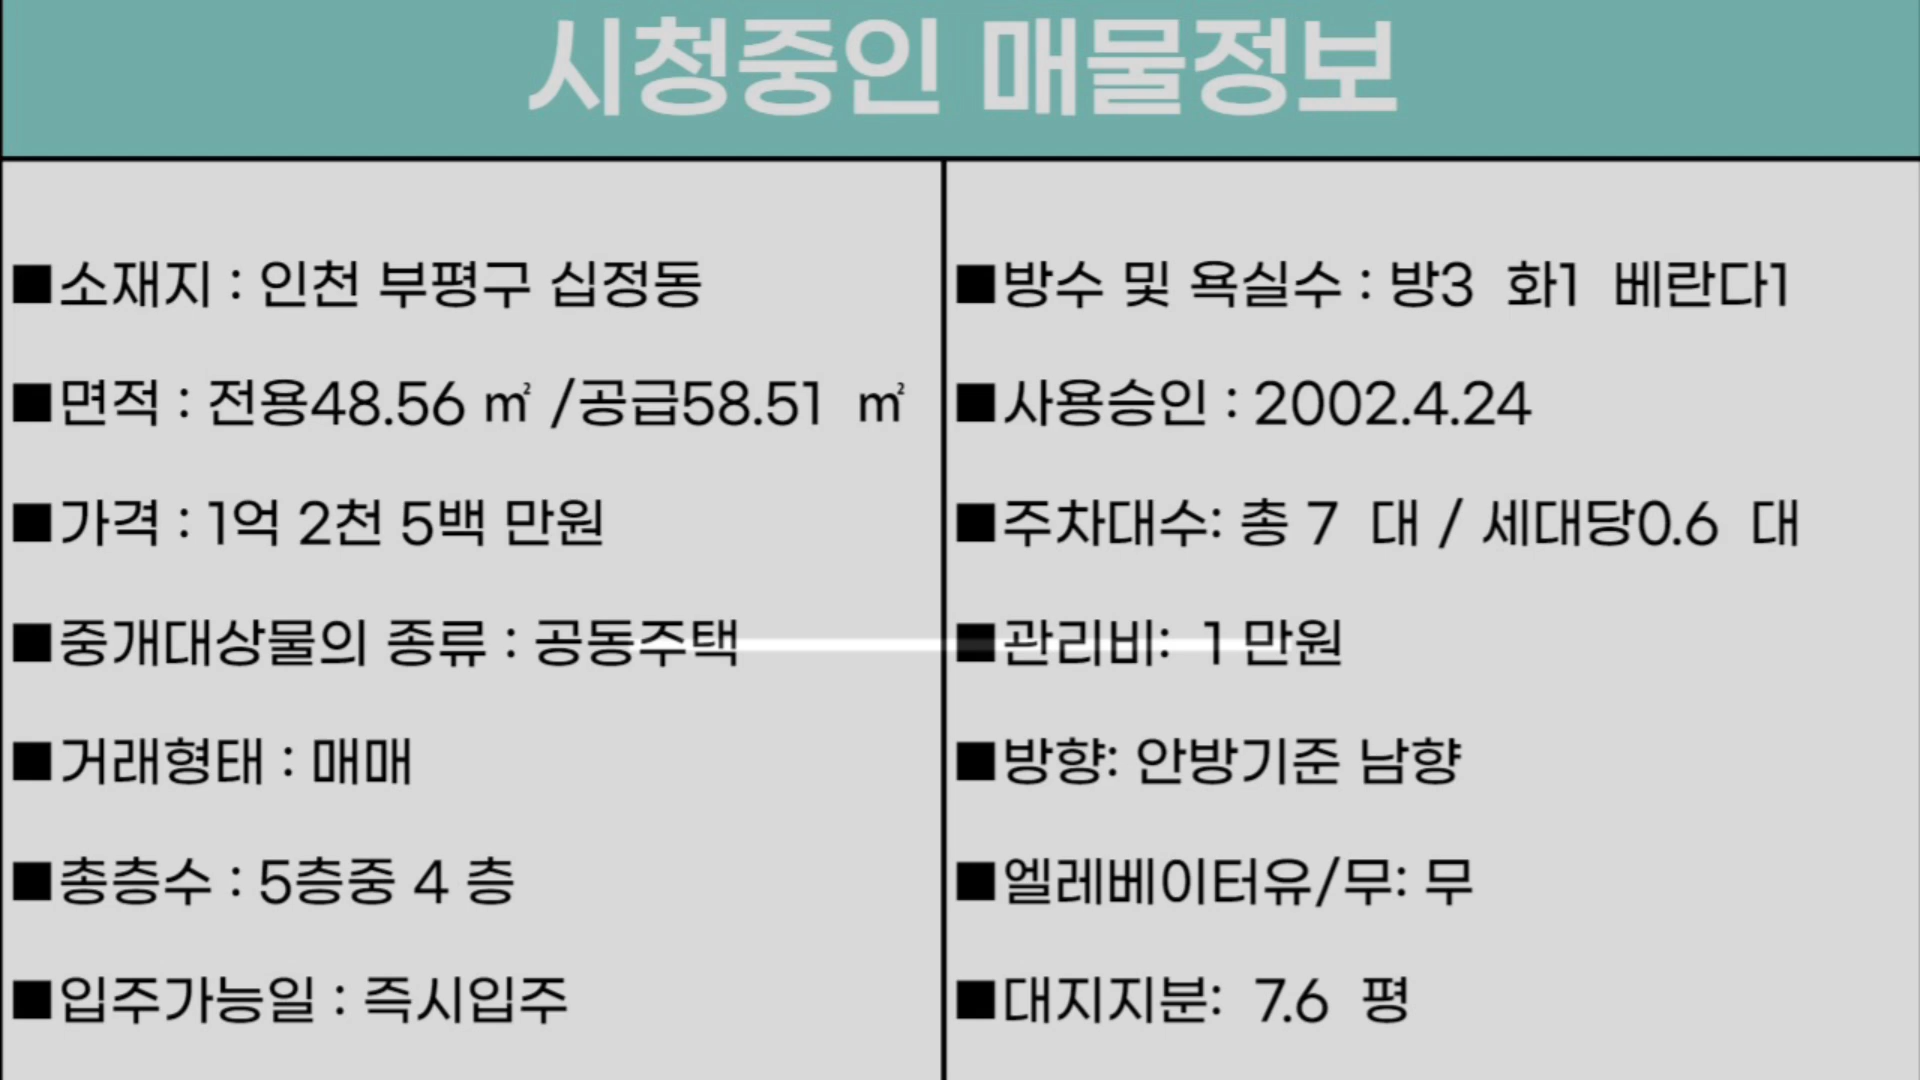 시청중인 매물정보
■소재지 : 인천 부평구 십정동
■면적 : 전용48.56 ㎡ /공급58.51 ㎡
■가격 : 1억 2천 5백 만원
■중개대상물의 종류 : 공동주택
■거래형태 : 매매
■총층수 : 5층중 4 층
■입주가능일 : 즉시입주
■방수 및 욕실수 : 방3 화1 베란다1
■사용승인 : 2002.4.24
■주차대수: 총 7 대 / 세대당0.6 대
■관리비: 1 만원
■방향: 안방기준 남향
■엘레베이터유/무: 무
■대지지분: 7.6 평